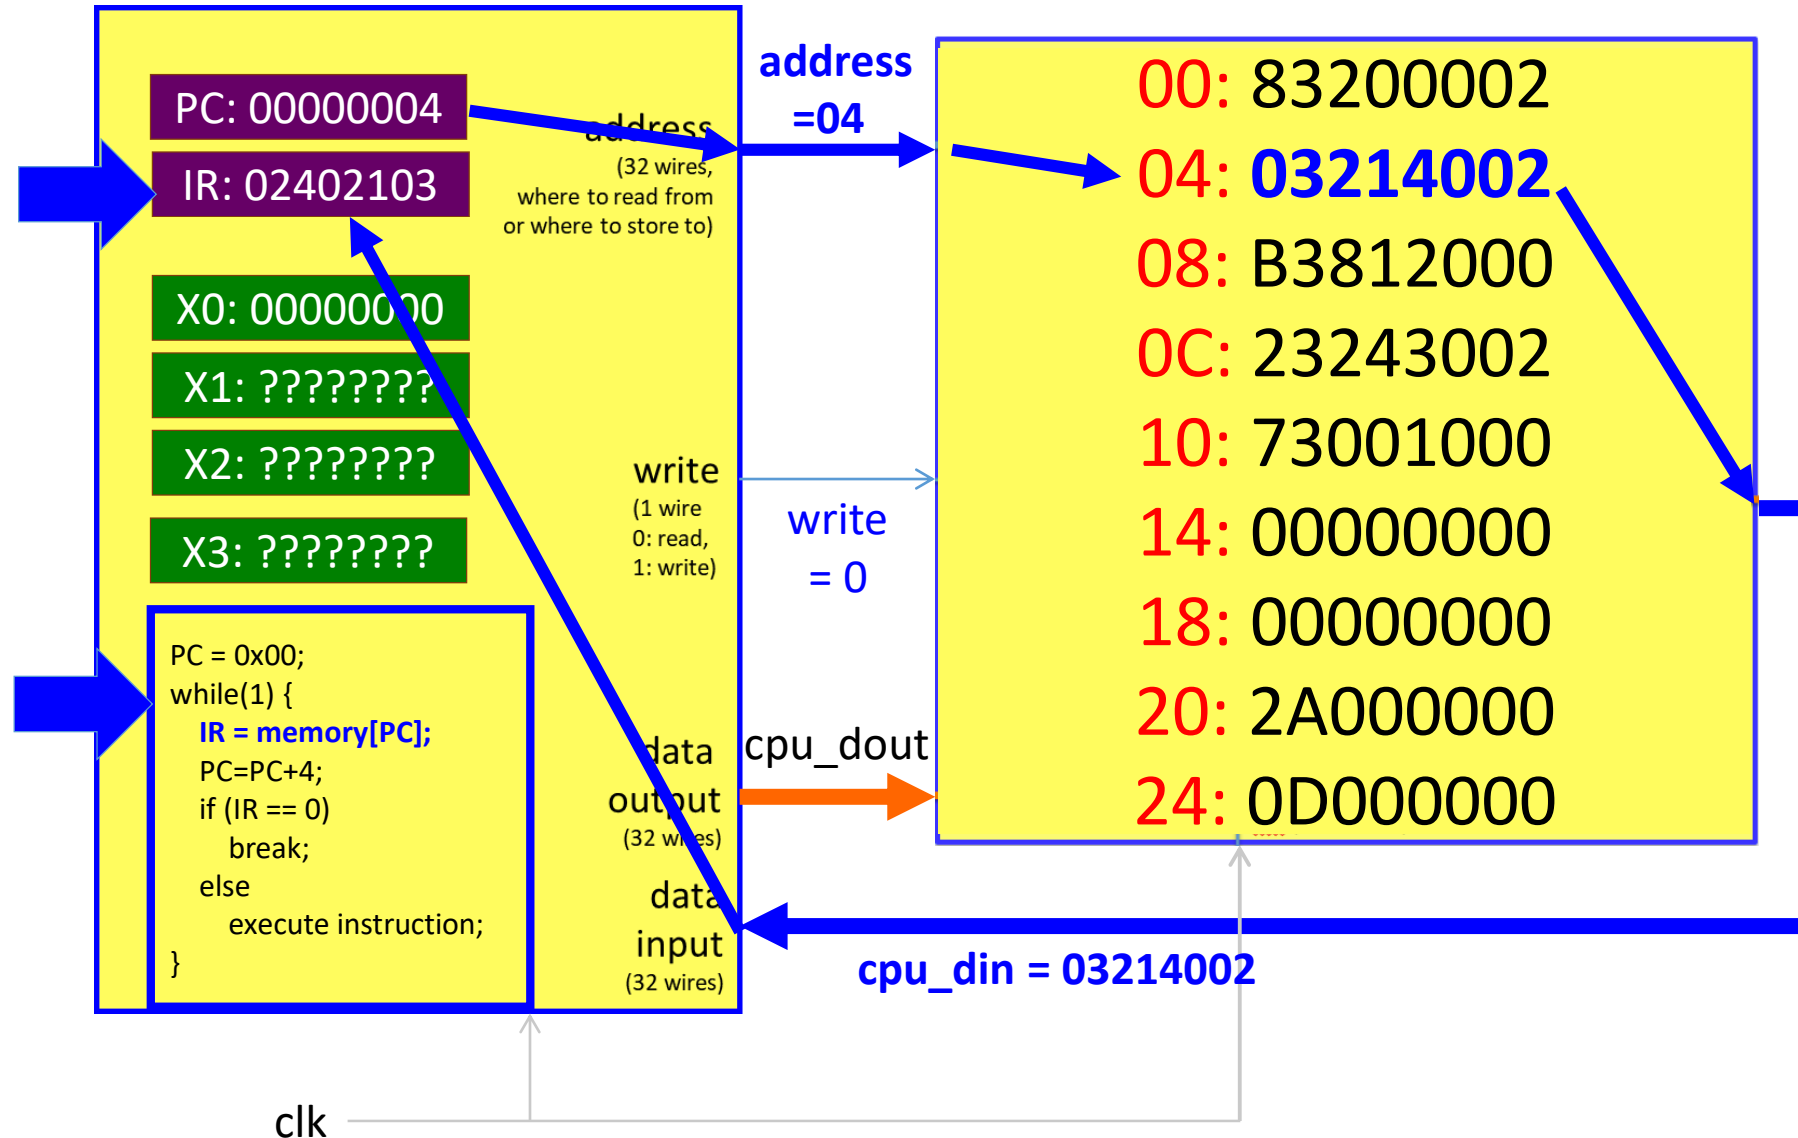 PC: 00000004
IR: 02402103
X0: 00000000
X1: ????????
X2: ????????
X3: ????????
PC = 0x00;
while(1) {
IR = memory[PC];
PC=PC+4;
if (IR == 0)
break;
else
execute instruction;
}
address
(32 wires,
where to read from
or where to store to)
write
(1 wire
0: read,
1: write)
data
output
(32 wires)
data
input
(32 wires)
address
=04
write
= 0
cpu_dout
cpu_din = 03214002
00: 83200002
04: 03214002
08: B3812000
0C: 23243002
10: 73001000
14: 00000000
18: 00000000
20: 2A000000
24: 0D000000
clk